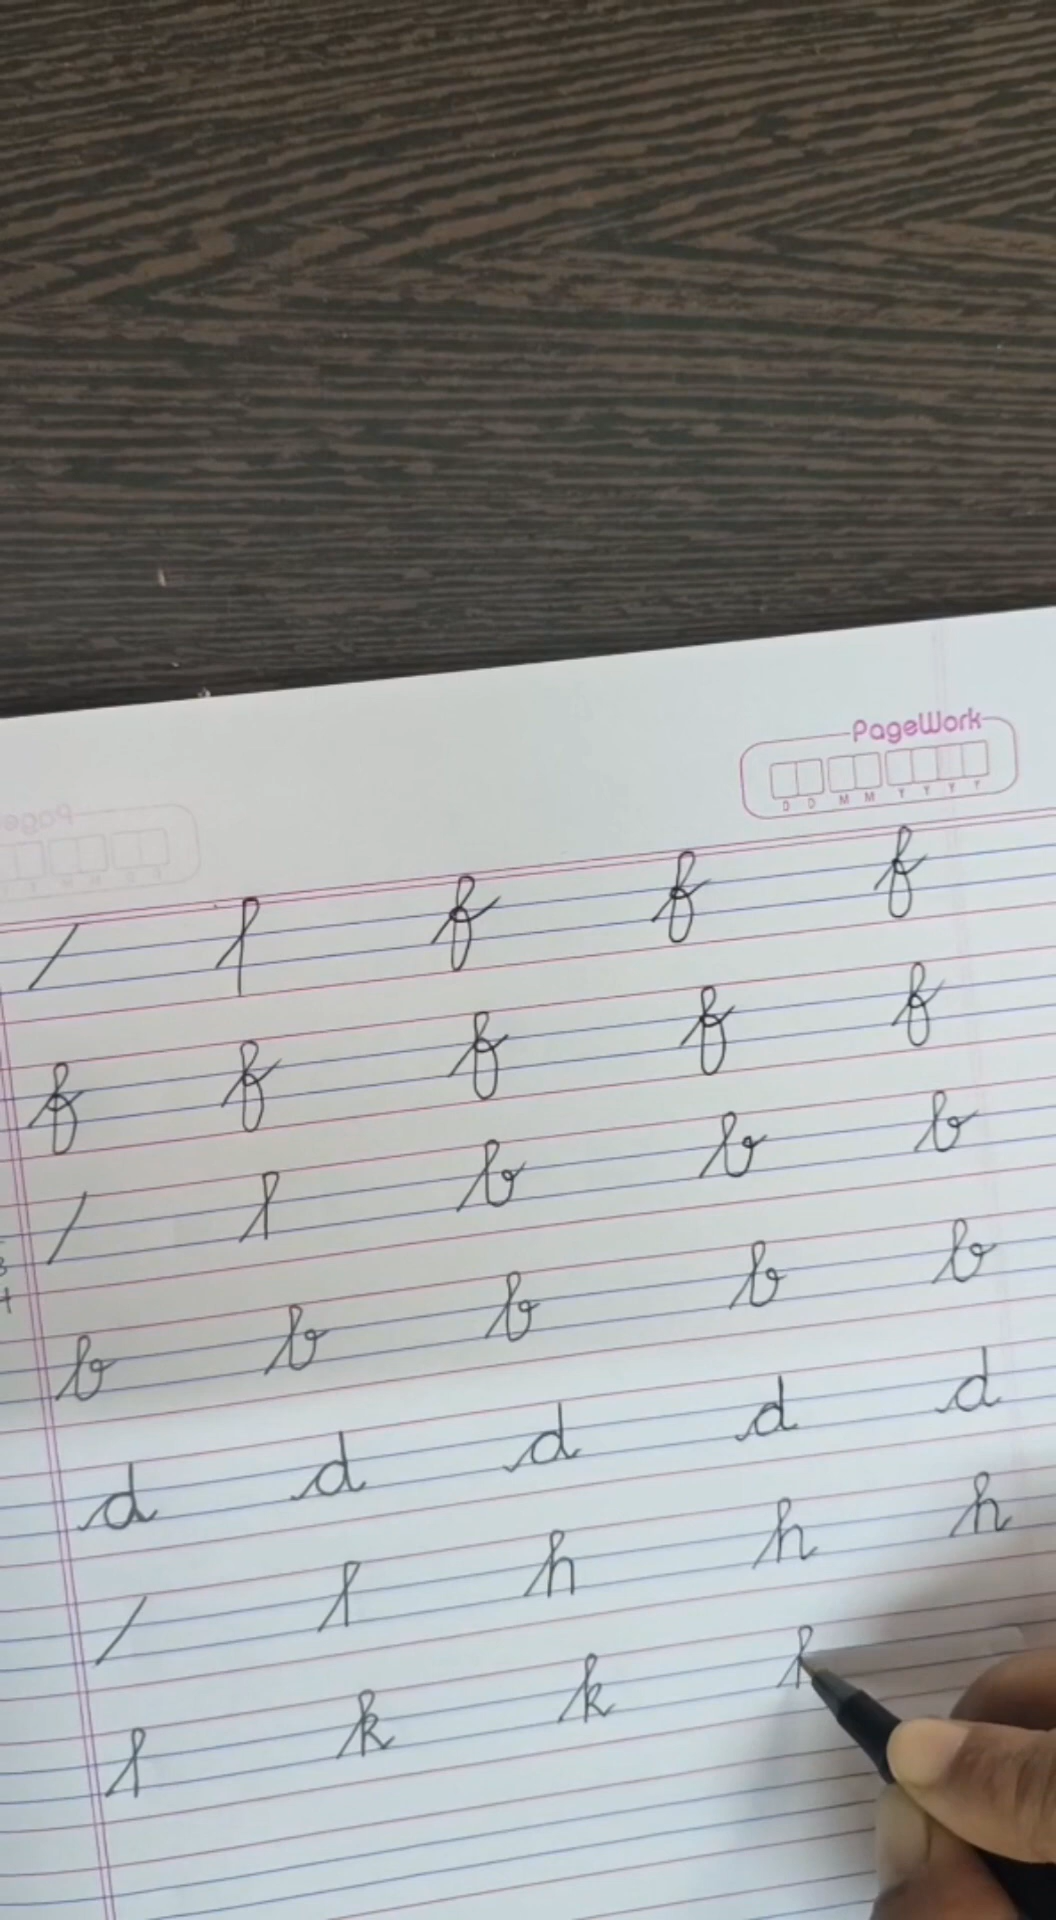 PageWork
D D M M Y Y Y Y
f f f
f f f f f
b b b
b b b b b
d d d d d
h h h
k k